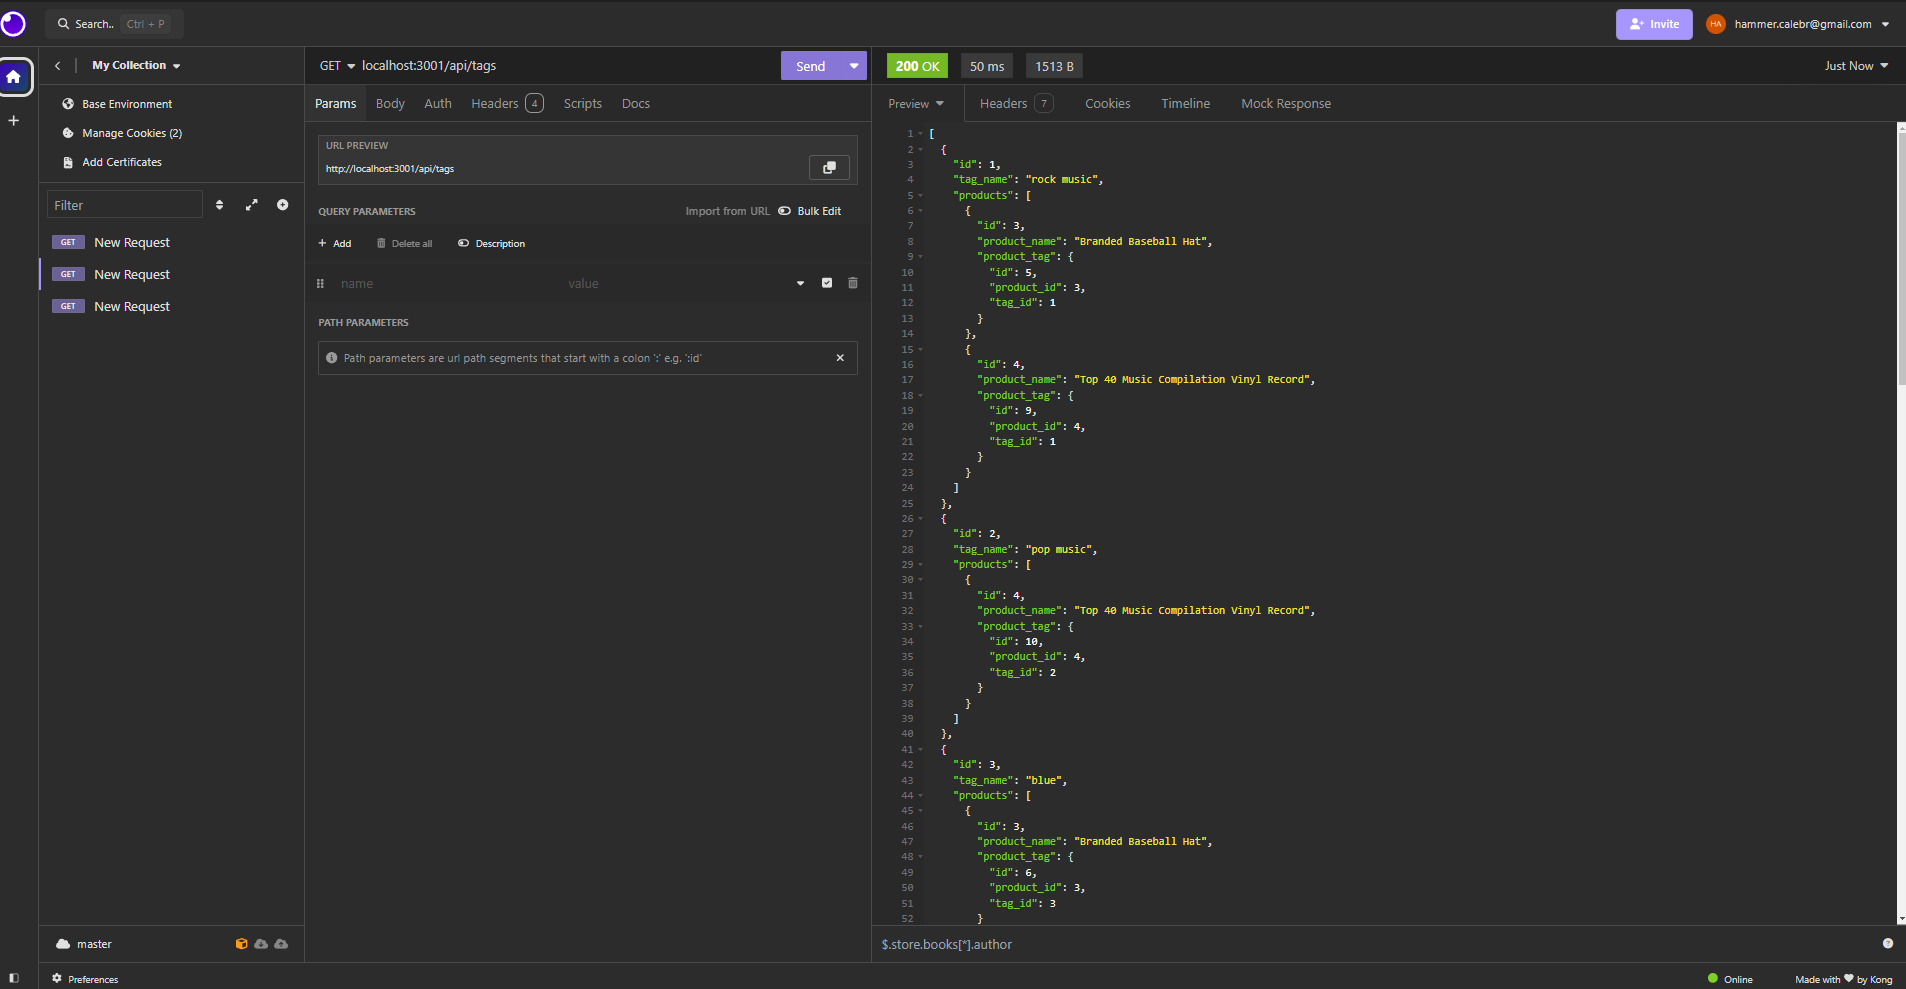 Search.. Ctrl + P
Invite
HA hammer.calebr@gmail.com
My Collection
Base Environment
Manage Cookies (2)
Add Certificates
Filter
GET New Request
GET New Request
GET New Request
master
Preferences
GET localhost:3001/api/tags
Send
Params Body Auth Headers 4 Scripts Docs
URL PREVIEW
http://localhost:3001/api/tags
QUERY PARAMETERS Import from URL Bulk Edit
+ Add Delete all Description
name value
PATH PARAMETERS
Path parameters are url path segments that start with a colon ':' e.g. ':id'
200 OK 50 ms 1513 B Just Now
Preview Headers 7 Cookies Timeline Mock Response
1 [
2 {
3 "id": 1,
4 "tag_name": "rock music",
5 "products": [
6 {
7 "id": 3,
8 "product_name": "Branded Baseball Hat",
9 "product_tag": {
10 "id": 5,
11 "product_id": 3,
12 "tag_id": 1
13 }
14 },
15 {
16 "id": 4,
17 "product_name": "Top 40 Music Compilation Vinyl Record",
18 "product_tag": {
19 "id": 9,
20 "product_id": 4,
21 "tag_id": 1
22 }
23 }
24 ]
25 },
26 {
27 "id": 2,
28 "tag_name": "pop music",
29 "products": [
30 {
31 "id": 4,
32 "product_name": "Top 40 Music Compilation Vinyl Record",
33 "product_tag": {
34 "id": 10,
35 "product_id": 4,
36 "tag_id": 2
37 }
38 }
39 ]
40 },
41 {
42 "id": 3,
43 "tag_name": "blue",
44 "products": [
45 {
46 "id": 3,
47 "product_name": "Branded Baseball Hat",
48 "product_tag": {
49 "id": 6,
50 "product_id": 3,
51 "tag_id": 3
52 }
$.store.books[*].author
Online Made with ♥ by Kong